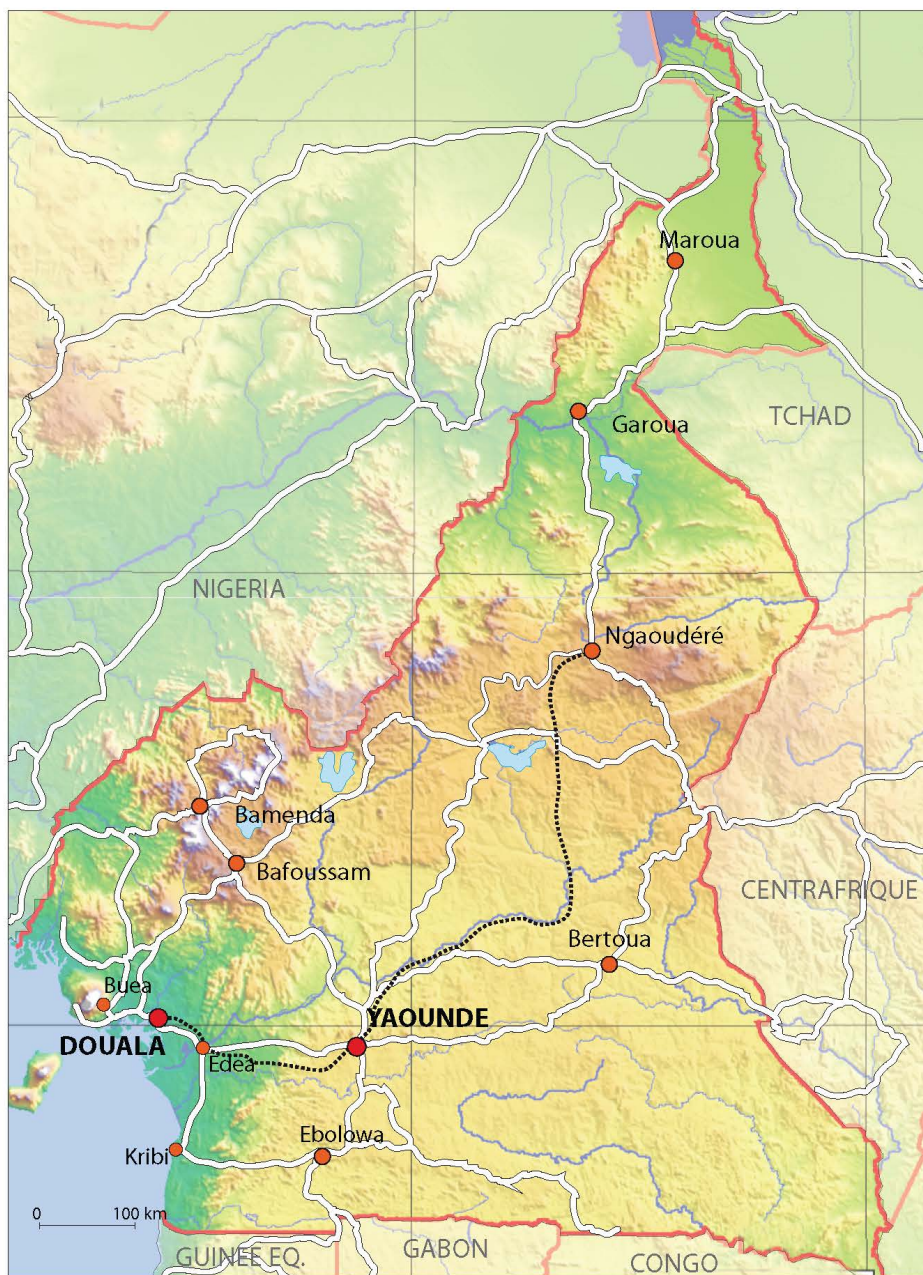 Maroua
TCHAD
Garoua
NIGERIA
Ngaoudéré
Bamenda
Bafoussam
CENTRAFRIQUE
Bertoua
Buea
YAOUNDE
DOUALA
Edea
Ebolowa
Kribi
0 100 km
GUINEE EQ.
GABON
CONGO